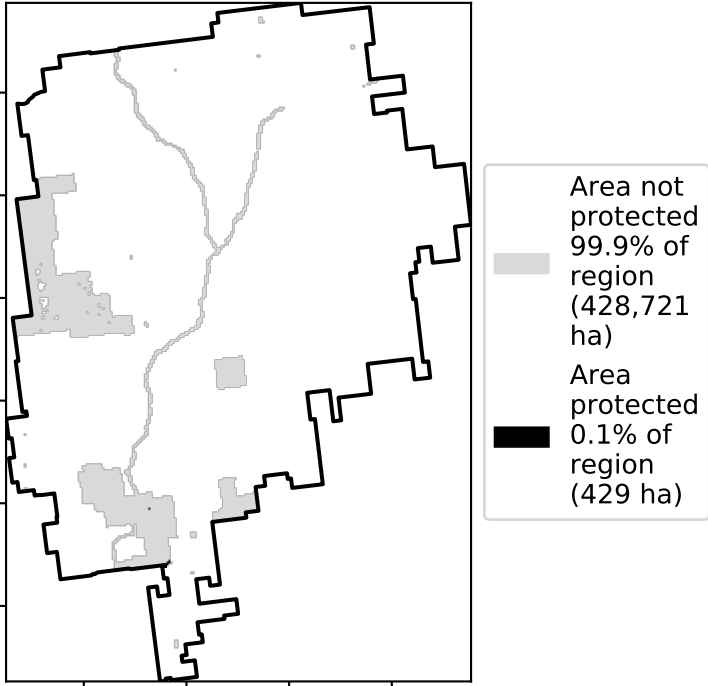 Area not
protected
99.9% of
region
(428,721
ha)
Area
protected
0.1% of
region
(429 ha)